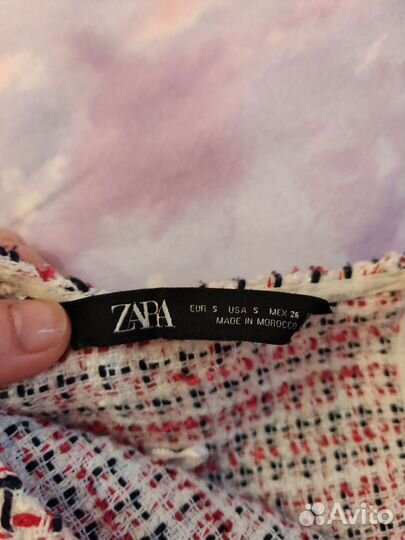 ZARA
EUR S USA S MEX 26
MADE IN MOROCCO
Avito